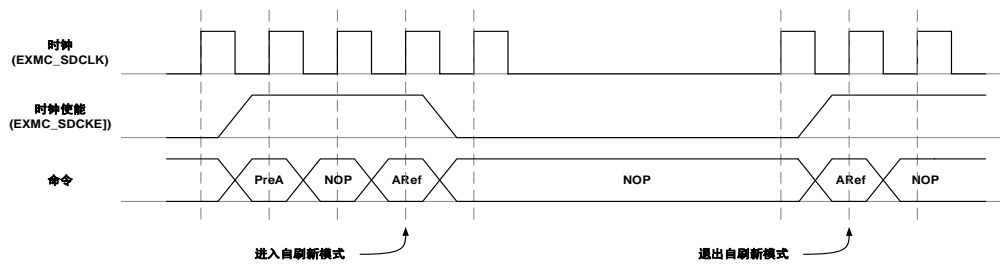 时钟
(EXMC_SDCLK)
时钟使能
(EXMC_SDCKE])
命令
PreA
NOP
ARef
NOP
ARef
NOP
进入自刷新模式
退出自刷新模式